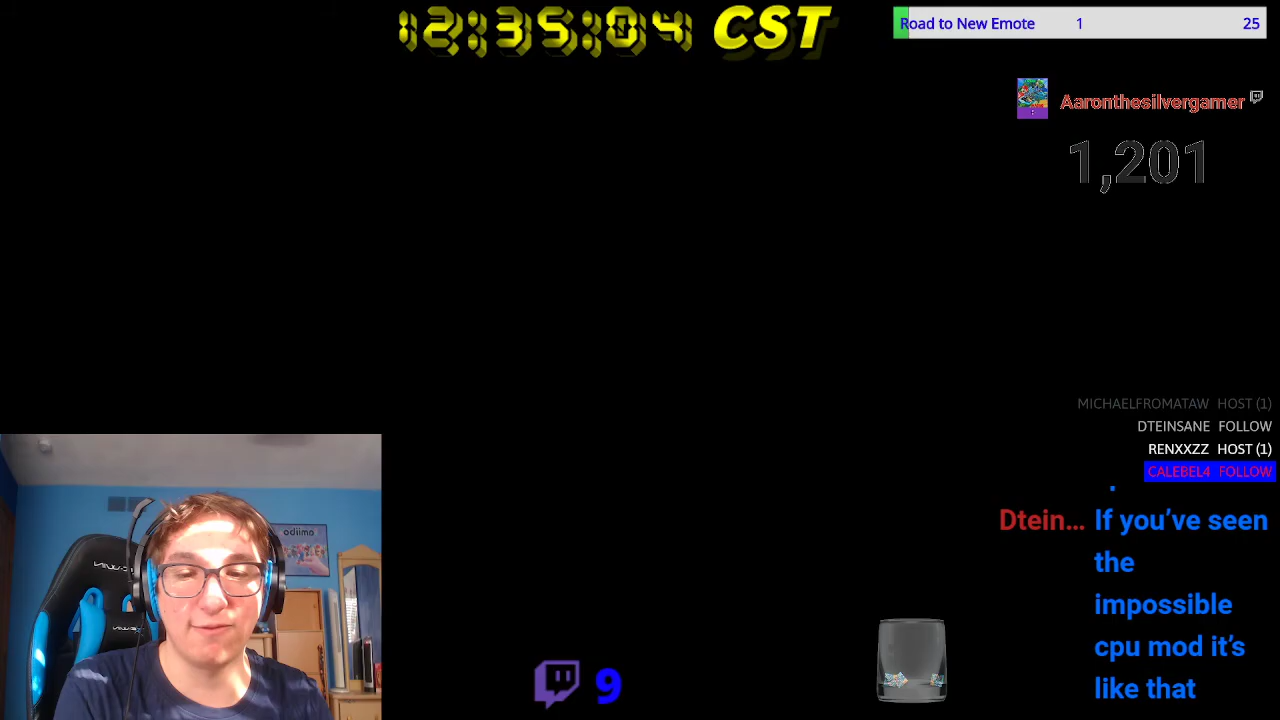 12:35:04 CST
Road to New Emote 1 25
Aaronthesilvergamer
1,201
MICHAELFROMATAW HOST (1)
DTEINSANE FOLLOW
RENXXZZ HOST (1)
CALEBEL4 FOLLOW
Dtein… If you’ve seen
the
impossible
cpu mod it’s
like that
amiibo
9